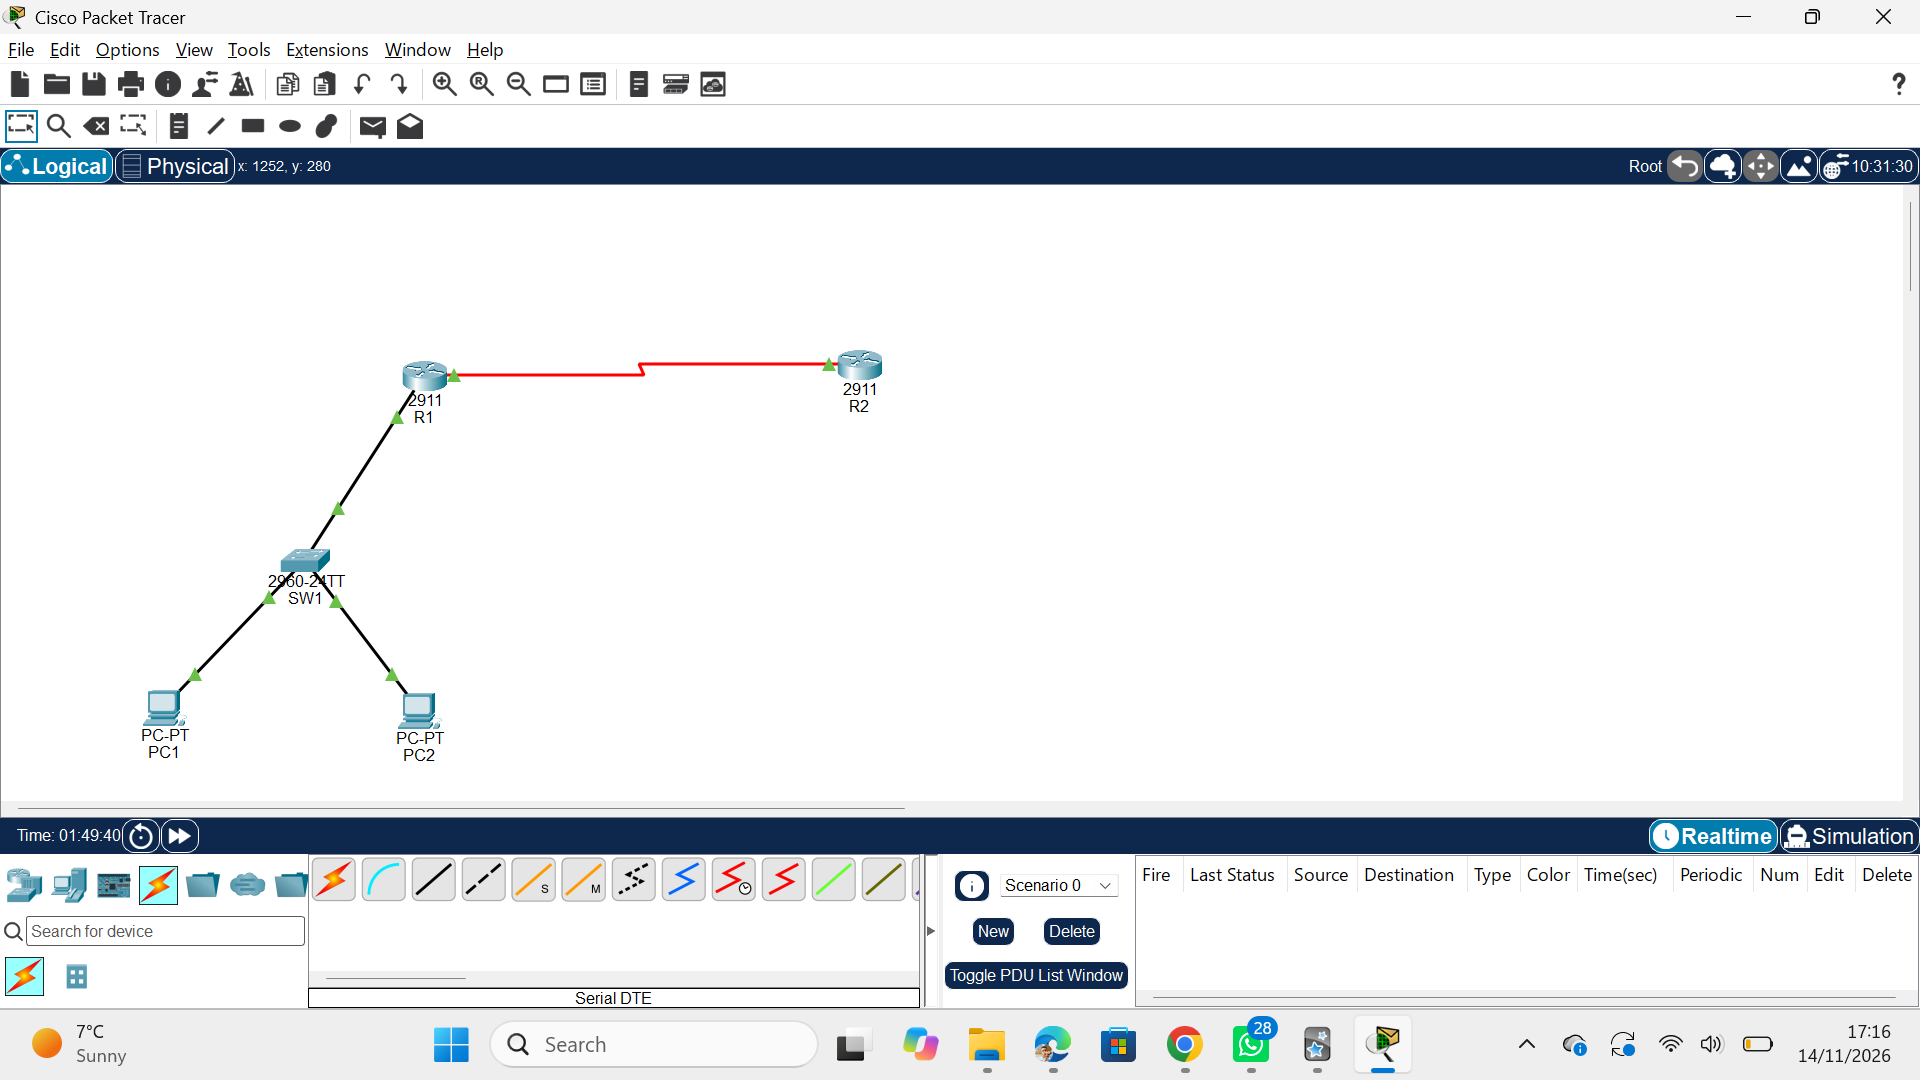 Cisco Packet Tracer
File Edit Options View Tools Extensions Window Help
?
Logical Physical x: 1252, y: 280 Root 10:31:30
2911
R1
2911
R2
2960-24TT
SW1
PC-PT
PC1
PC-PT
PC2
Time: 01:49:40 Realtime Simulation
S M
Search for device
Serial DTE
Scenario 0
New Delete
Toggle PDU List Window
Fire Last Status Source Destination Type Color Time(sec) Periodic Num Edit Delete
7°C
Sunny
Search
28
17:16
14/11/2026